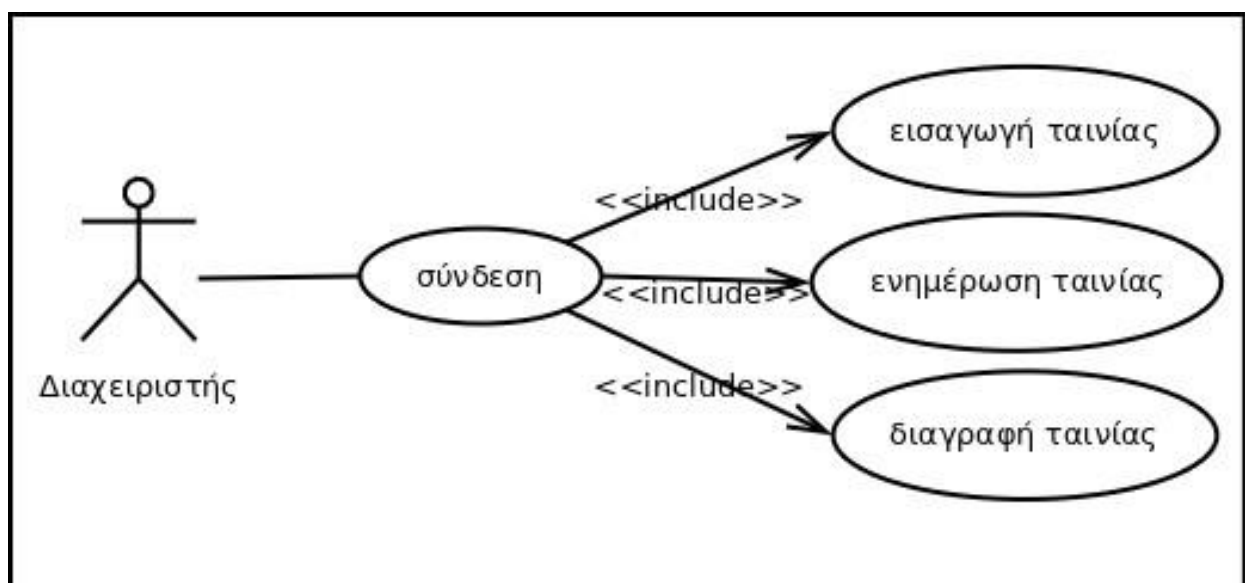 εισαγωγή ταινίας
<<include>>
σύνδεση
ενημέρωση ταινίας
<<include>>
Διαχειριστής
<<include>>
διαγραφή ταινίας